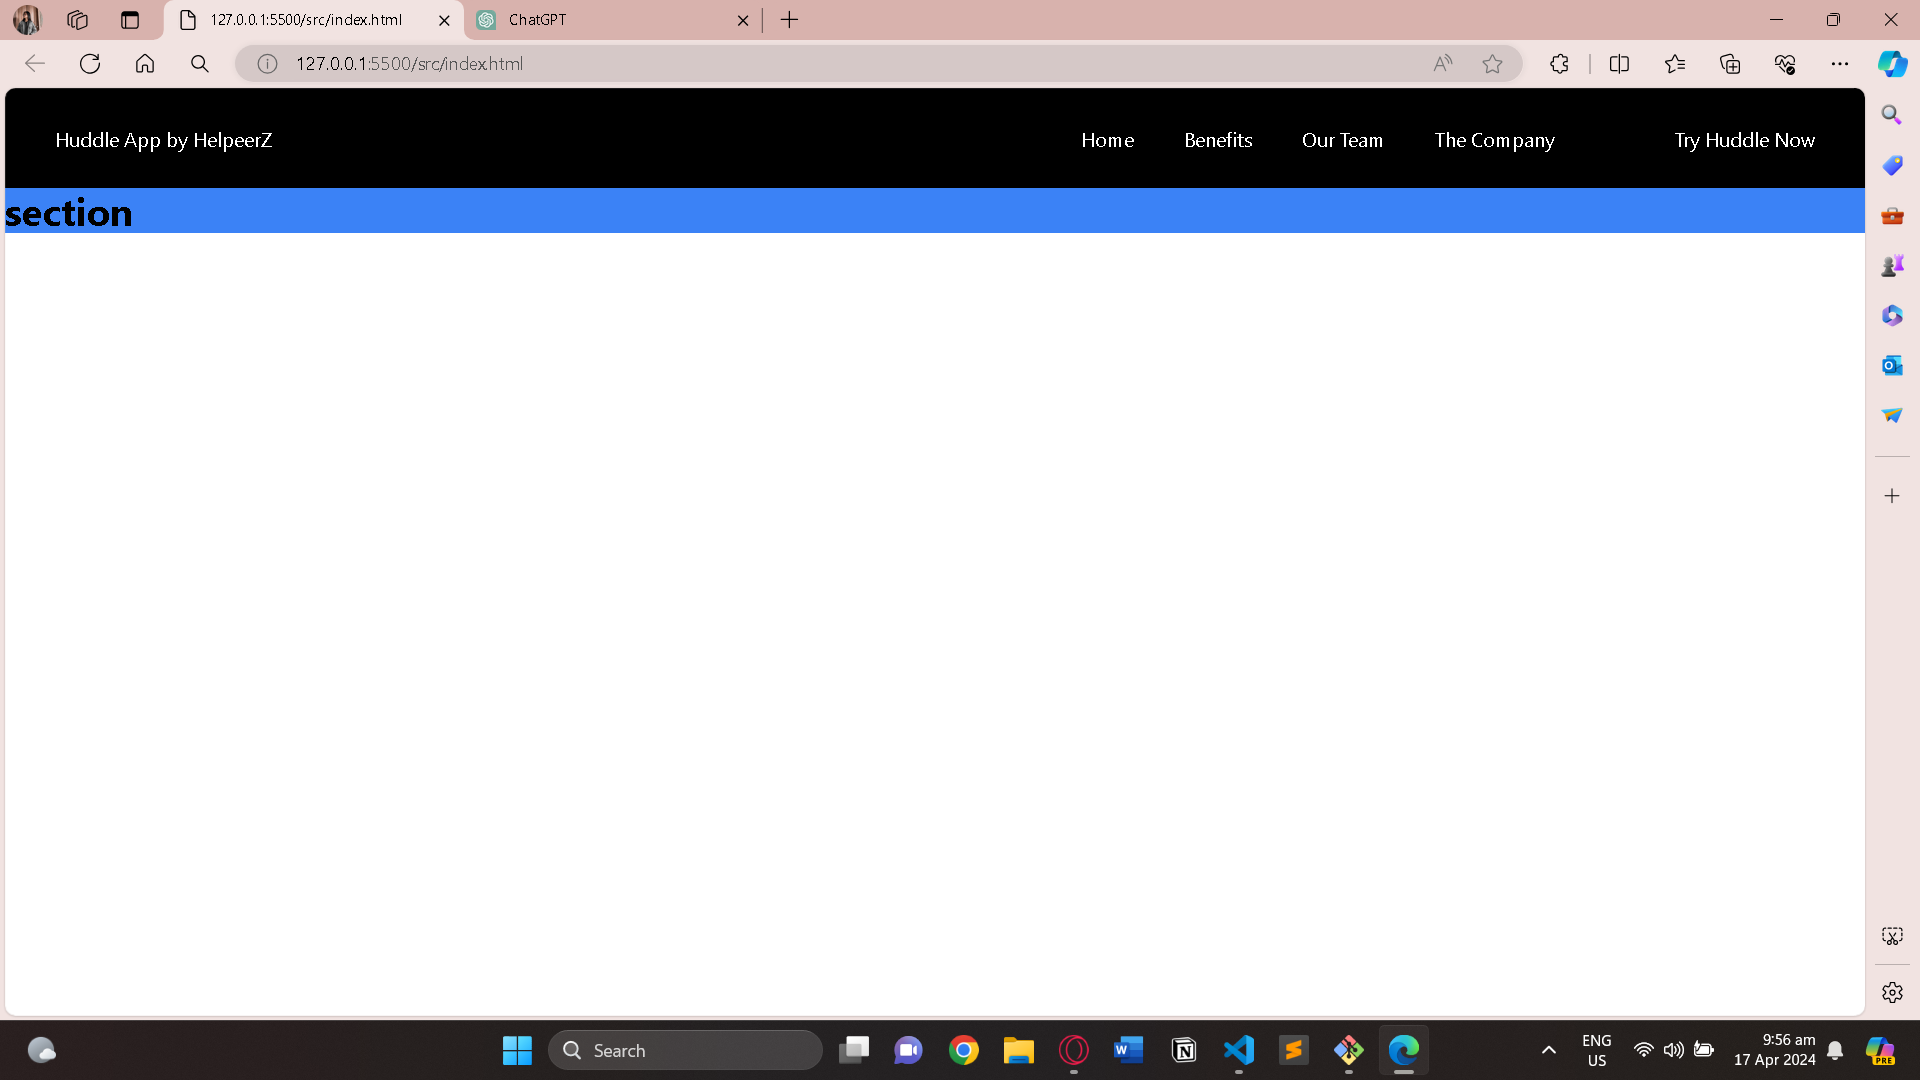 127.0.0.1:5500/src/index.html
ChatGPT
127.0.0.1:5500/src/index.html
Huddle App by HelpeerZ
Home
Benefits
Our Team
The Company
Try Huddle Now
section
Search
ENG
US
9:56 am
17 Apr 2024
PRE